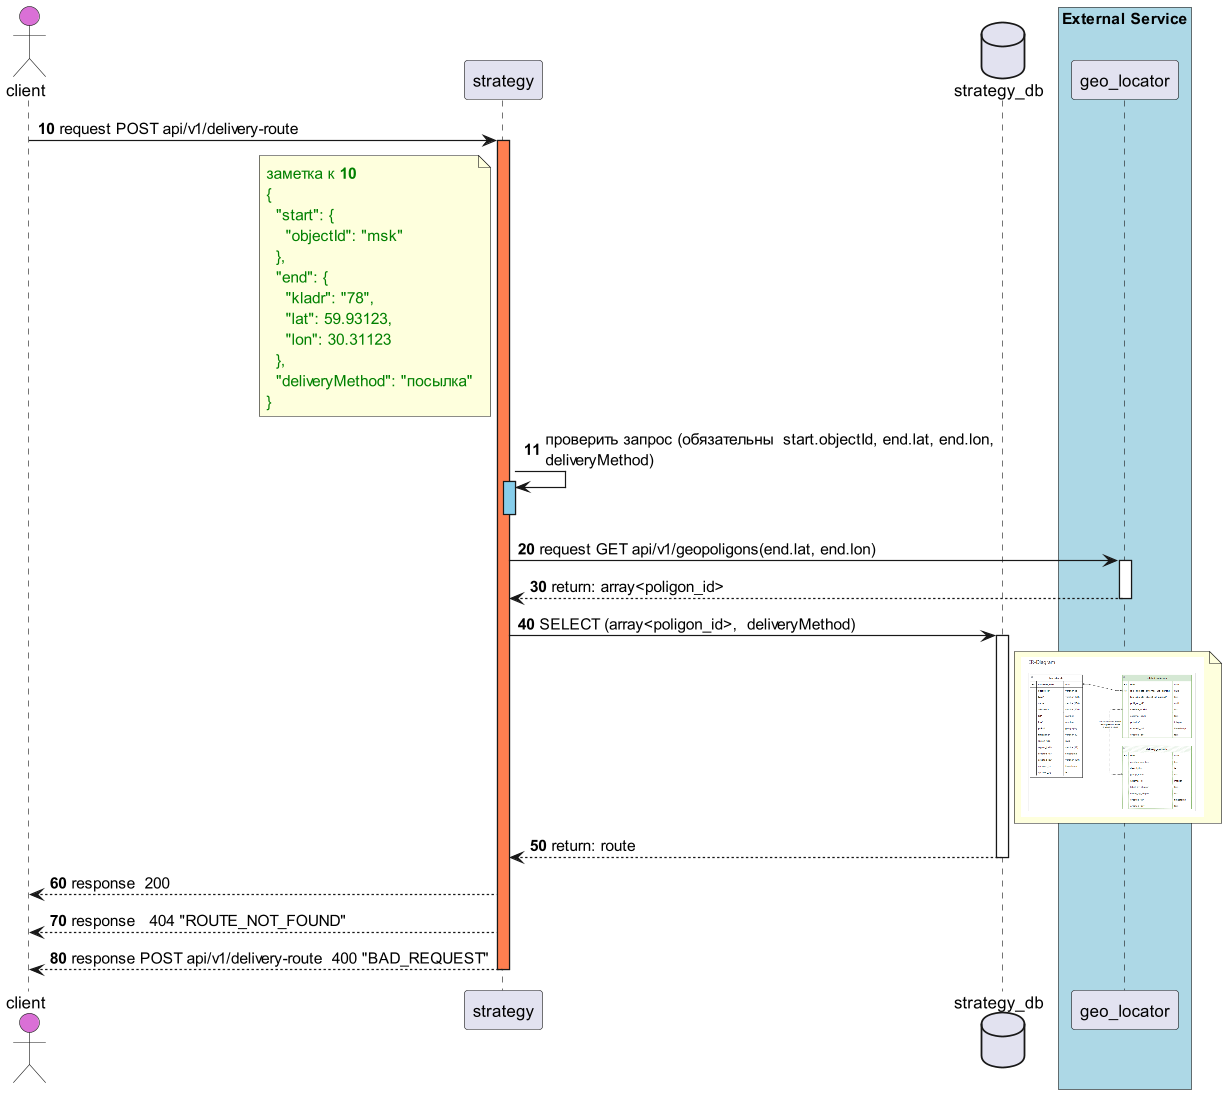 External Service
client
strategy
strategy_db
geo_locator
10 request POST api/v1/delivery-route
заметка к 10
{
"start": {
"objectId": "msk"
},
"end": {
"kladr": "78",
"lat": 59.93123,
"lon": 30.31123
},
"deliveryMethod": "посылка"
}
11 проверить запрос (обязательны  start.objectId, end.lat, end.lon,
deliveryMethod)
20 request GET api/v1/geopoligons(end.lat, end.lon)
30 return: array<poligon_id>
40 SELECT (array<poligon_id>,  deliveryMethod)
ER-Diagram
50 return: route
60 response  200
70 response   404 "ROUTE_NOT_FOUND"
80 response POST api/v1/delivery-route  400 "BAD_REQUEST"
client
strategy
strategy_db
geo_locator